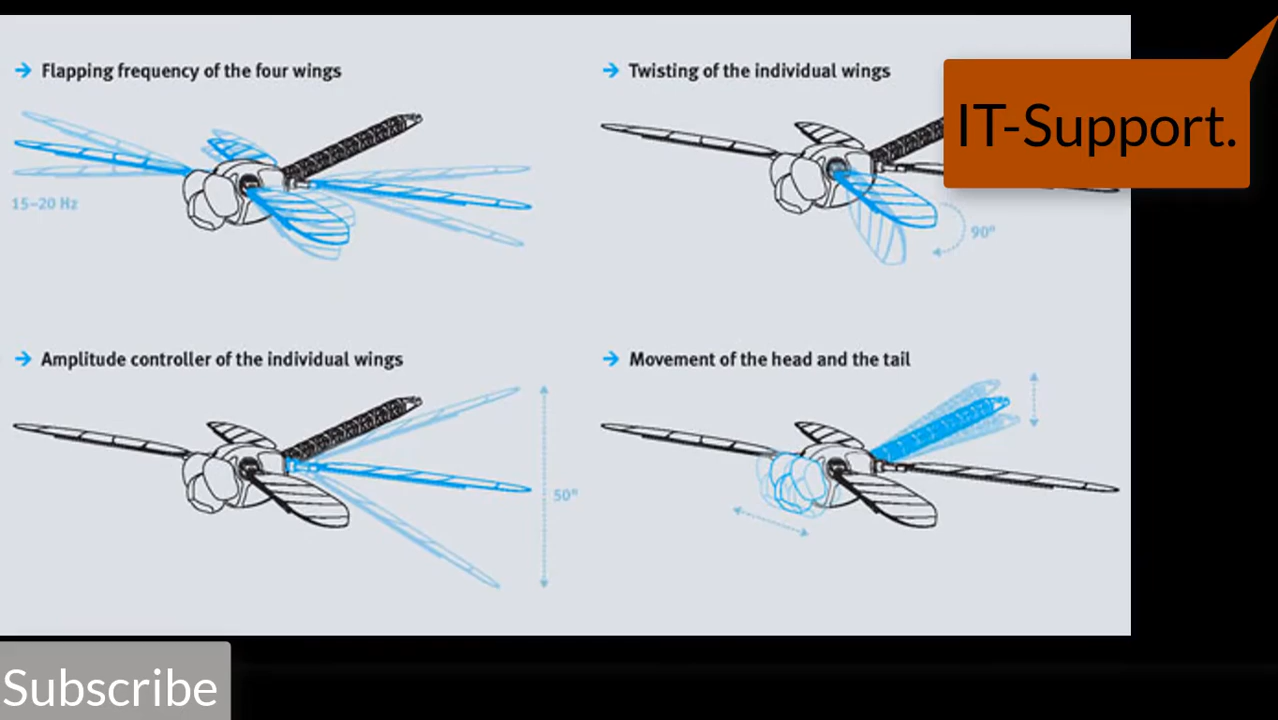 → Flapping frequency of the four wings
→ Twisting of the individual wings
IT-Support.
15–20 Hz
90°
→ Amplitude controller of the individual wings
→ Movement of the head and the tail
50°
Subscribe